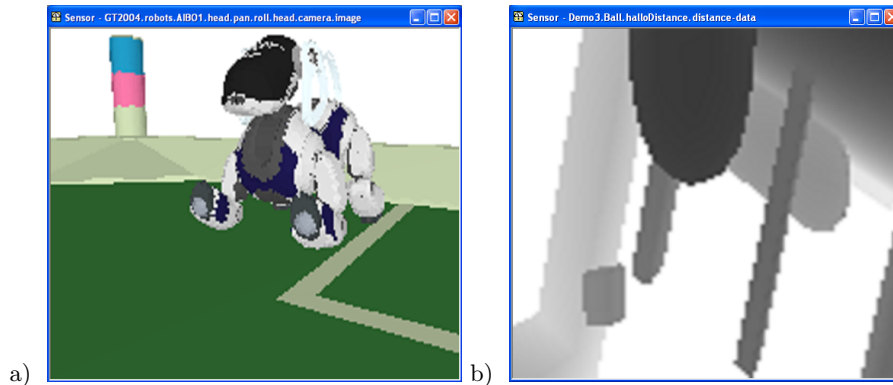 Sensor - GT2004.robots.AIBO1.head.pan.roll.head.camera.image
Sensor - Demo3.Ball.halloDistance.distance-data
a)
b)